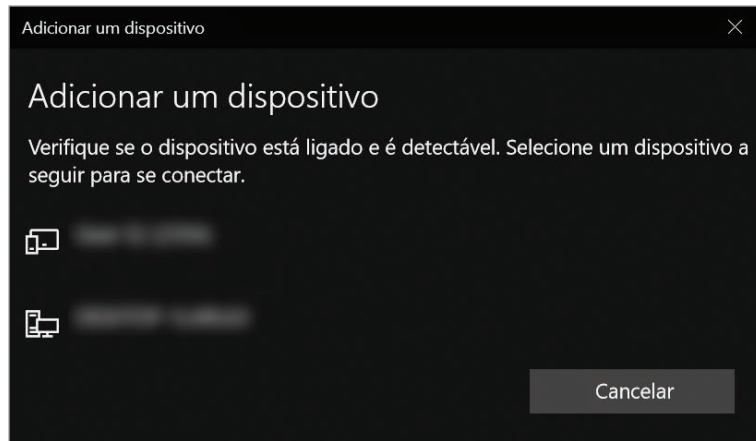 Adicionar um dispositivo
Adicionar um dispositivo
Verifique se o dispositivo está ligado e é detectável. Selecione um dispositivo a
seguir para se conectar.
Cancelar